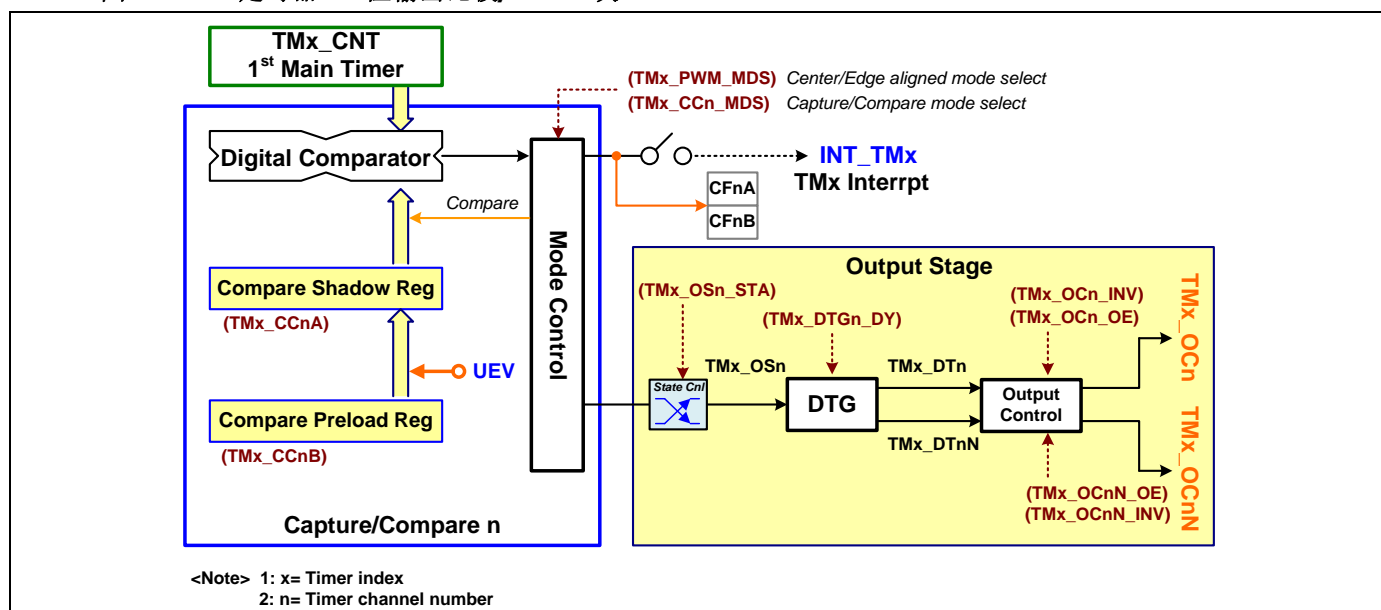 TMx_CNT
1st Main Timer
(TMx_PWM_MDS) Center/Edge aligned mode select
(TMx_CCn_MDS) Capture/Compare mode select
Digital Comparator
INT_TMx
TMx Interrpt
CFnA
CFnB
Compare
Mode Control
Compare Shadow Reg
(TMx_CCnA)
UEV
Compare Preload Reg
(TMx_CCnB)
Capture/Compare n
Output Stage
(TMx_OSn_STA)
(TMx_DTGn_DY)
(TMx_OCn_INV)
(TMx_OCn_OE)
TMx_OSn
State Cnl
DTG
TMx_DTn
TMx_DTnN
Output
Control
(TMx_OCnN_OE)
(TMx_OCnN_INV)
TMx_OCn
TMx_OCnN
<Note> 1: x= Timer index
2: n= Timer channel number